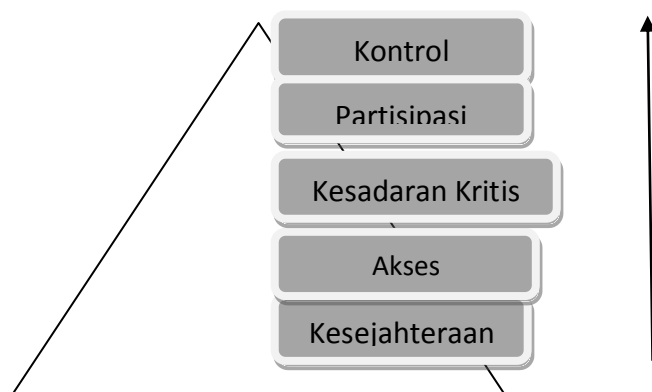 Kontrol
Partisipasi
Kesadaran Kritis
Akses
Kesejahteraan